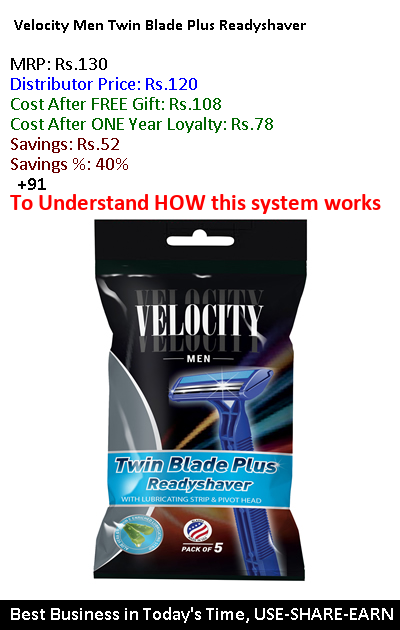 Velocity Men Twin Blade Plus Readyshaver
MRP: Rs.130
Distributor Price: Rs.120
Cost After FREE Gift: Rs.108
Cost After ONE Year Loyalty: Rs.78
Savings: Rs.52
Savings %: 40%
+91
To Understand HOW this system works
VELOCITY
MEN
Twin Blade Plus
Readyshaver
WITH LUBRICATING STRIP & PIVOT HEAD
PACK OF 5
Best Business in Today's Time, USE-SHARE-EARN